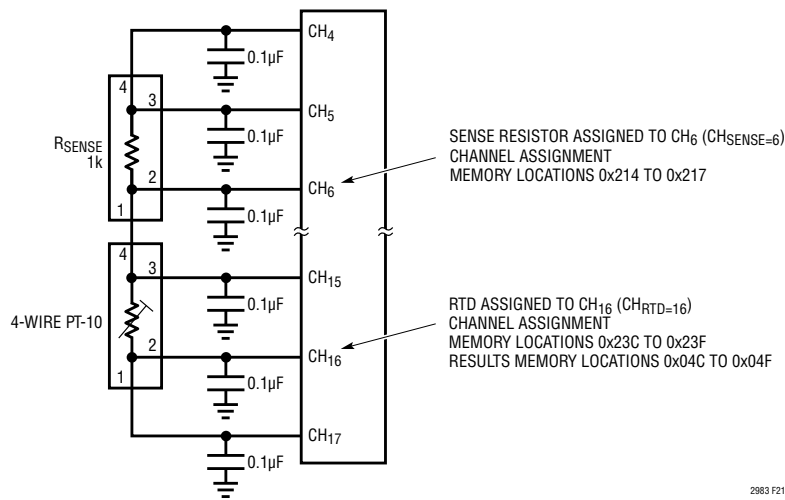 CH4
0.1µF
4
3
CH5
0.1µF
RSENSE
1k
2
CH6
1
0.1µF
SENSE RESISTOR ASSIGNED TO CH6 (CHSENSE=6)
CHANNEL ASSIGNMENT
MEMORY LOCATIONS 0x214 TO 0x217
4
3
CH15
0.1µF
4-WIRE PT-10
2
CH16
1
0.1µF
RTD ASSIGNED TO CH16 (CHRTD=16)
CHANNEL ASSIGNMENT
MEMORY LOCATIONS 0x23C TO 0x23F
RESULTS MEMORY LOCATIONS 0x04C TO 0x04F
CH17
0.1µF
2983 F21